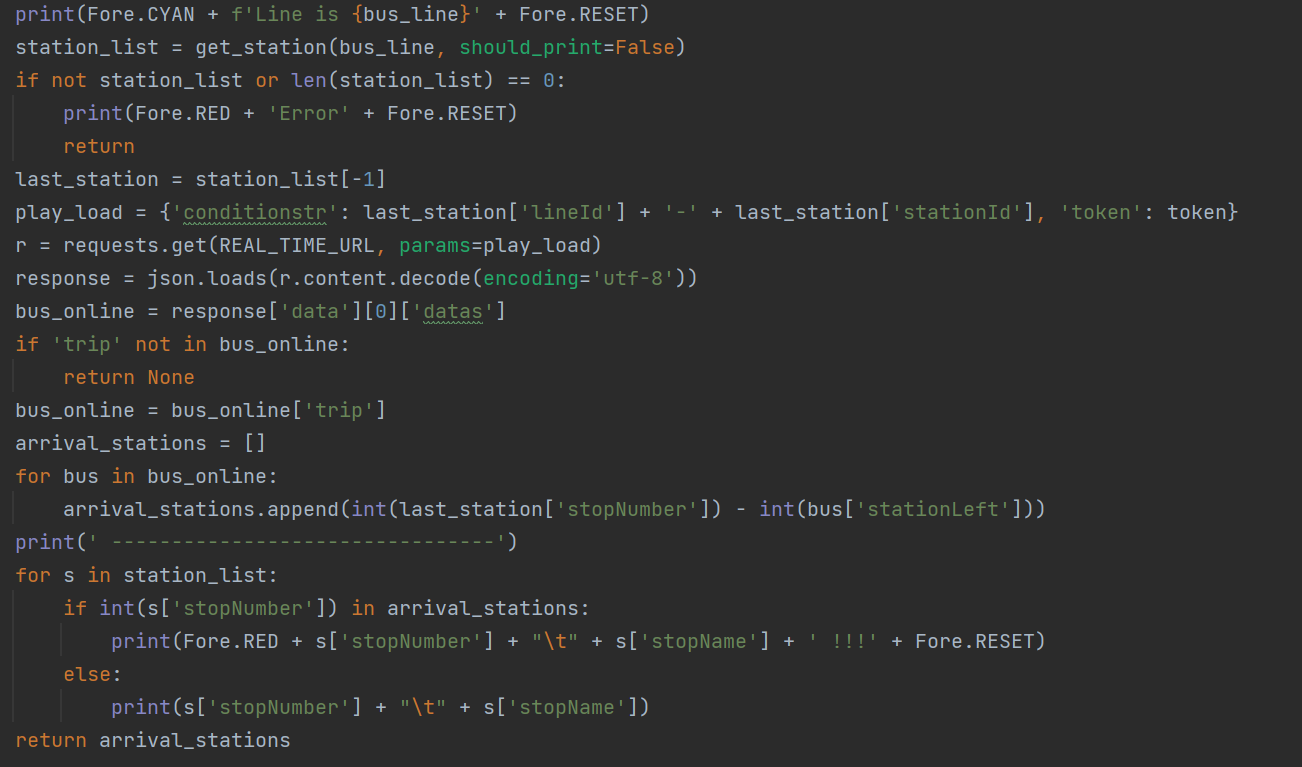 print(Fore.CYAN + f'Line is {bus_line}' + Fore.RESET)
station_list = get_station(bus_line, should_print=False)
if not station_list or len(station_list) == 0:
    print(Fore.RED + 'Error' + Fore.RESET)
    return
last_station = station_list[-1]
play_load = {'conditionstr': last_station['lineId'] + '-' + last_station['stationId'], 'token': token}
r = requests.get(REAL_TIME_URL, params=play_load)
response = json.loads(r.content.decode(encoding='utf-8'))
bus_online = response['data'][0]['datas']
if 'trip' not in bus_online:
    return None
bus_online = bus_online['trip']
arrival_stations = []
for bus in bus_online:
    arrival_stations.append(int(last_station['stopNumber']) - int(bus['stationLeft']))
print(' --------------------------------')
for s in station_list:
    if int(s['stopNumber']) in arrival_stations:
        print(Fore.RED + s['stopNumber'] + "\t" + s['stopName'] + ' !!!' + Fore.RESET)
    else:
        print(s['stopNumber'] + "\t" + s['stopName'])
return arrival_stations